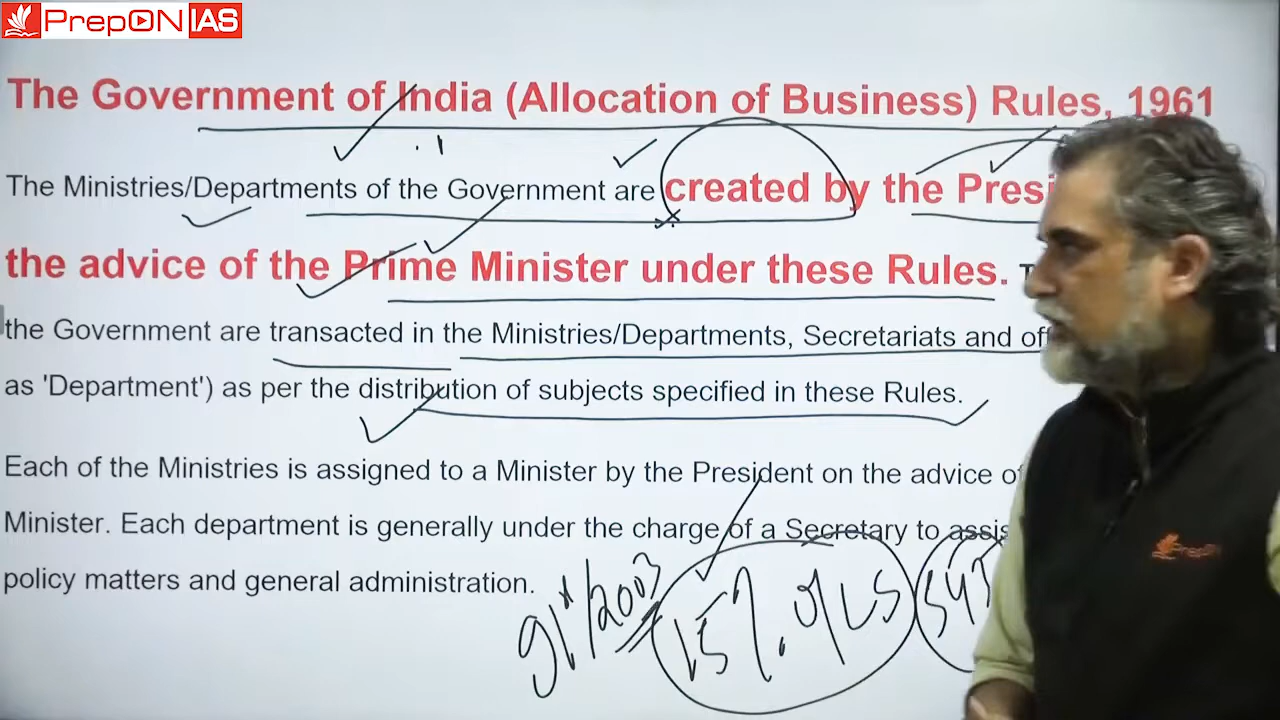 PrepON IAS
The Government of India (Allocation of Business) Rules, 1961
The Ministries/Departments of the Government are created by the Presi
the advice of the Prime Minister under these Rules. T
the Government are transacted in the Ministries/Departments, Secretariats and off
as 'Department') as per the distribution of subjects specified in these Rules.
Each of the Ministries is assigned to a Minister by the President on the advice of
Minister. Each department is generally under the charge of a Secretary to assis
policy matters and general administration.
91st/2003 15% of LS 543
PrepON